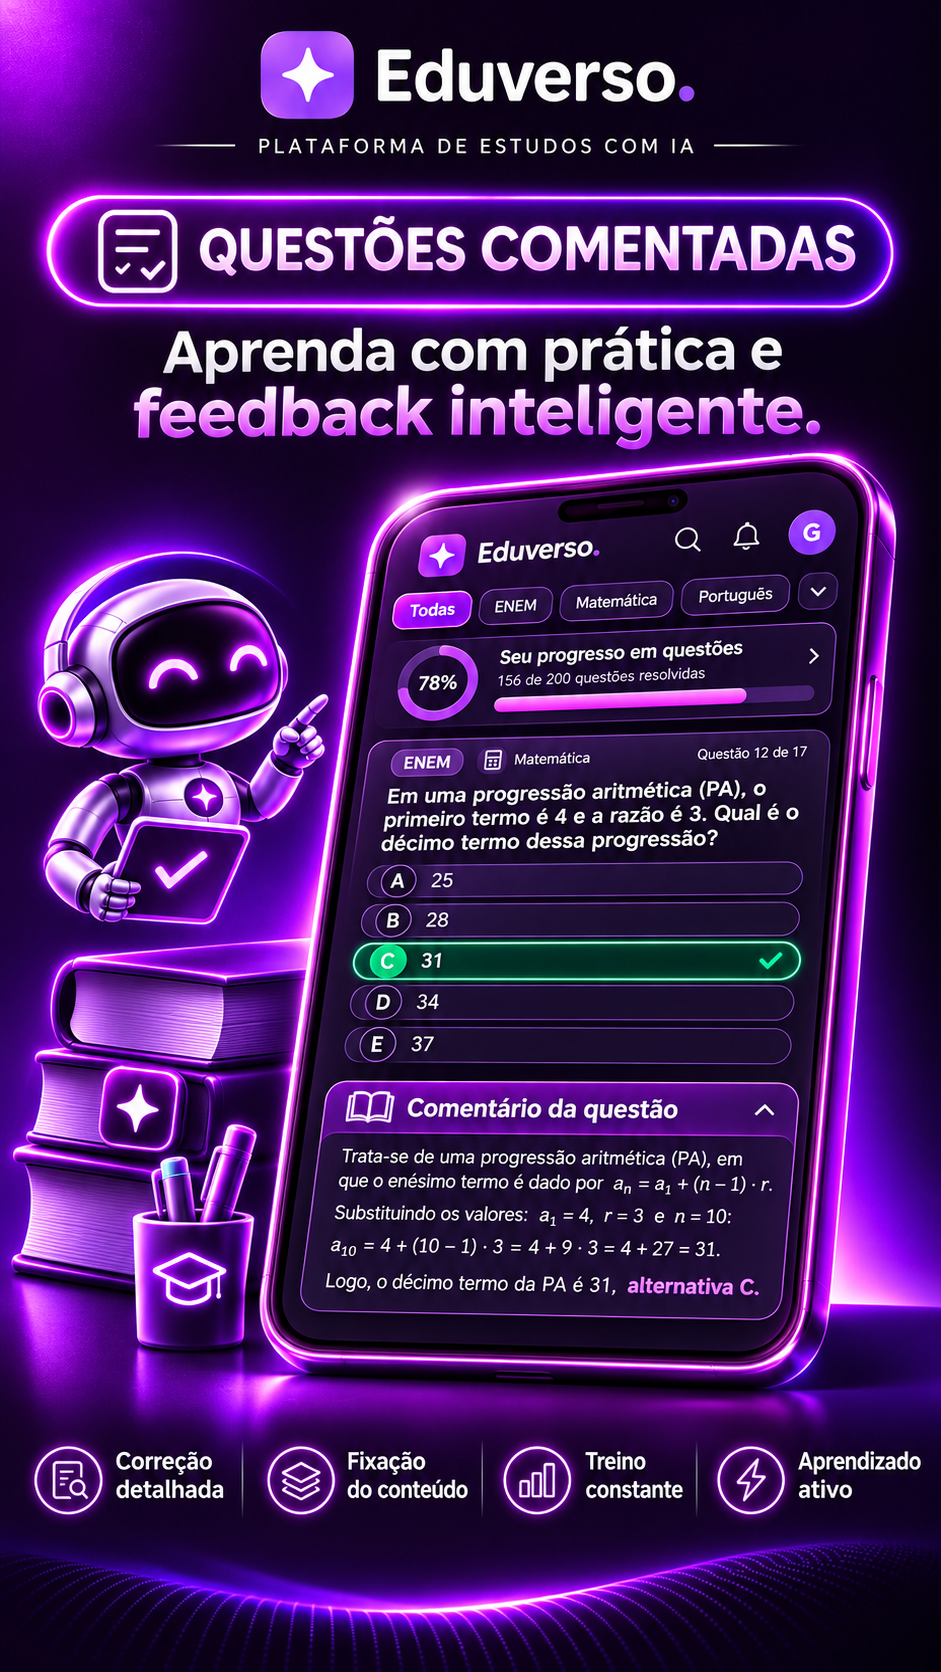 Eduverso.
PLATAFORMA DE ESTUDOS COM IA
QUESTÕES COMENTADAS
Aprenda com prática e
feedback inteligente.
Eduverso.
G
Todas
ENEM
Matemática
Português
78%
Seu progresso em questões
156 de 200 questões resolvidas
ENEM
Matemática
Questão 12 de 17
Em uma progressão aritmética (PA), o
primeiro termo é 4 e a razão é 3. Qual é o
décimo termo dessa progressão?
A 25
B 28
C 31
D 34
E 37
Comentário da questão
Trata-se de uma progressão aritmética (PA), em
que o enésimo termo é dado por aₙ = a₁ + (n – 1) · r.
Substituindo os valores: a₁ = 4, r = 3 e n = 10:
a₁₀ = 4 + (10 – 1) · 3 = 4 + 9 · 3 = 4 + 27 = 31.
Logo, o décimo termo da PA é 31, alternativa C.
Correção
detalhada
Fixação
do conteúdo
Treino
constante
Aprendizado
ativo